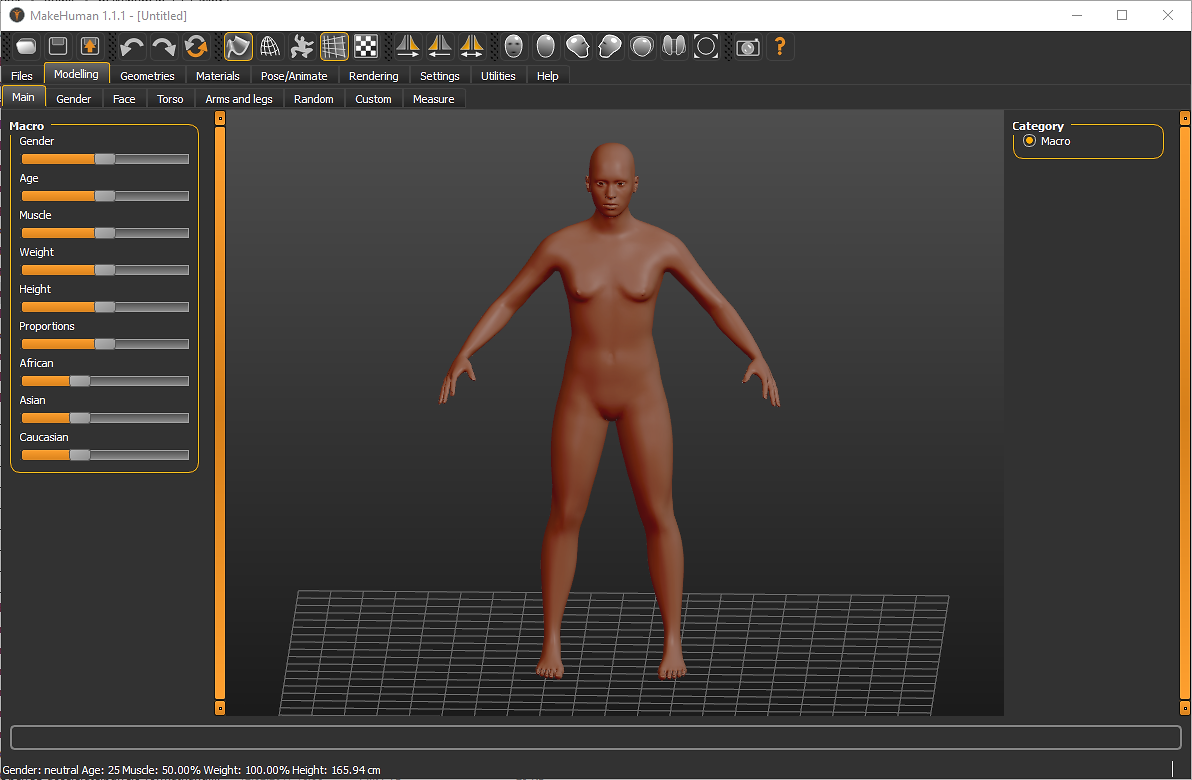 MakeHuman 1.1.1 - [Untitled]
Files Modelling Geometries Materials Pose/Animate Rendering Settings Utilities Help
Main Gender Face Torso Arms and legs Random Custom Measure
Macro
Gender
Age
Muscle
Weight
Height
Proportions
African
Asian
Caucasian
Category
Macro
Gender: neutral Age: 25 Muscle: 50.00% Weight: 100.00% Height: 165.94 cm